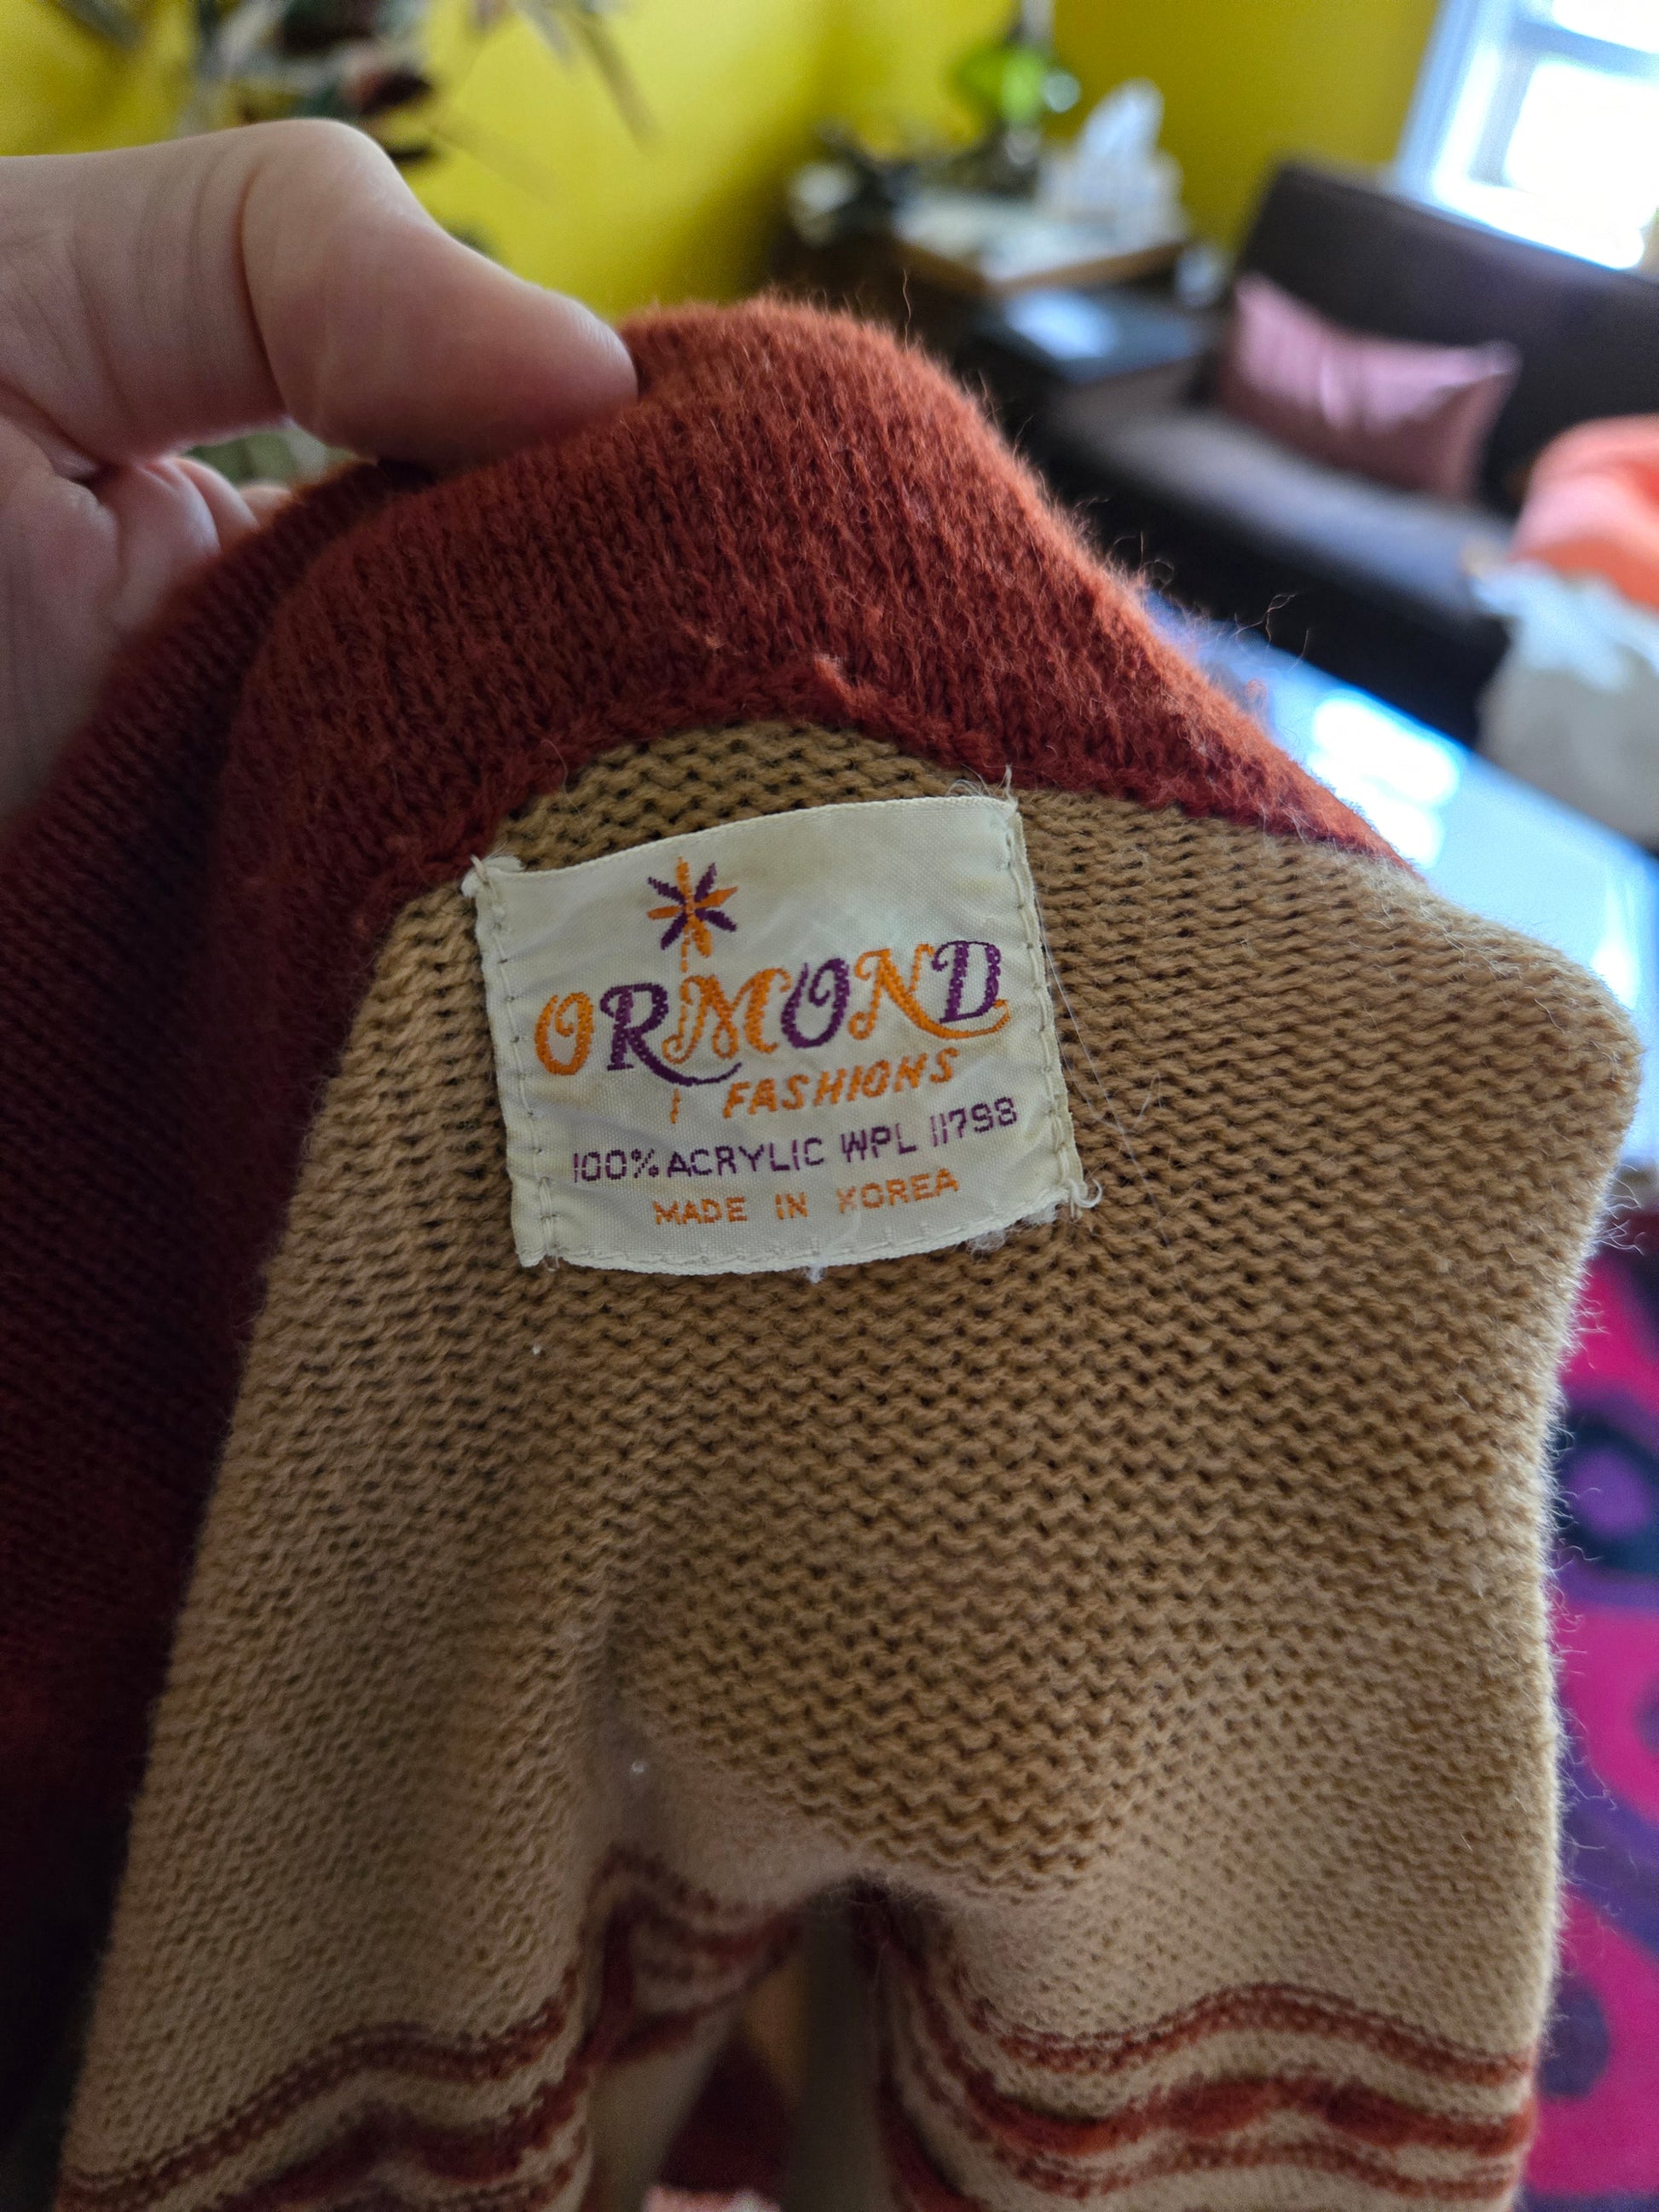 ORMOND
FASHIONS
100% ACRYLIC WPL 11798
MADE IN KOREA